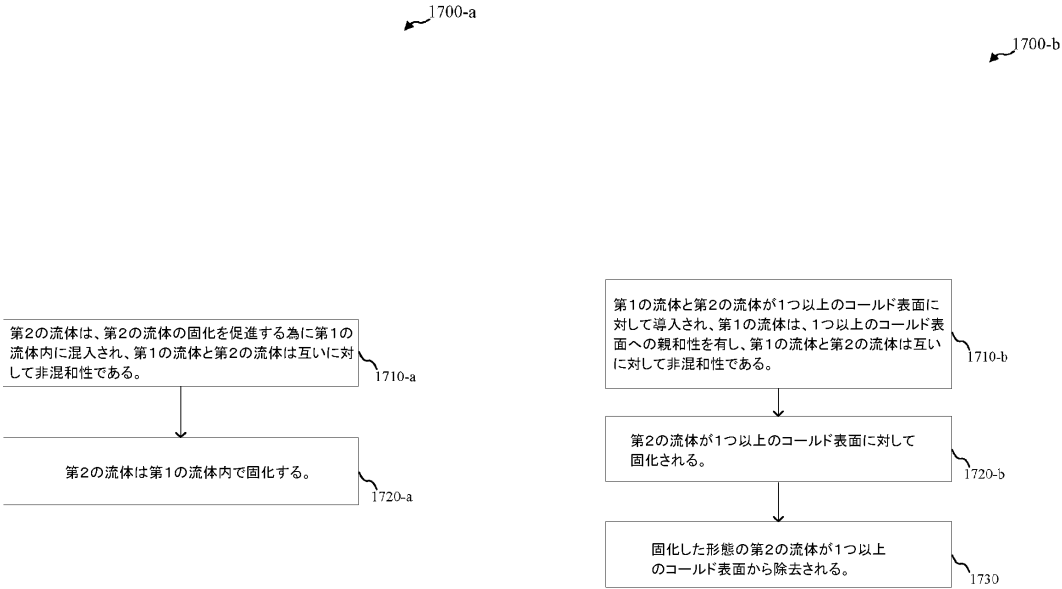 1700-a
第2の流体は、第2の流体の固化を促進する為に第1の
流体内に混入され、第1の流体と第2の流体は互いに対
して非混和性である。
1710-a
第2の流体は第1の流体内で固化する。
1720-a
1700-b
第1の流体と第2の流体が1つ以上のコールド表面に
対して導入され、第1の流体は、1つ以上のコールド表
面への親和性を有し、第1の流体と第2の流体は互い
に対して非混和性である。
1710-b
第2の流体が1つ以上のコールド表面に対して
固化される。
1720-b
固化した形態の第2の流体が1つ以上
のコールド表面から除去される。
1730